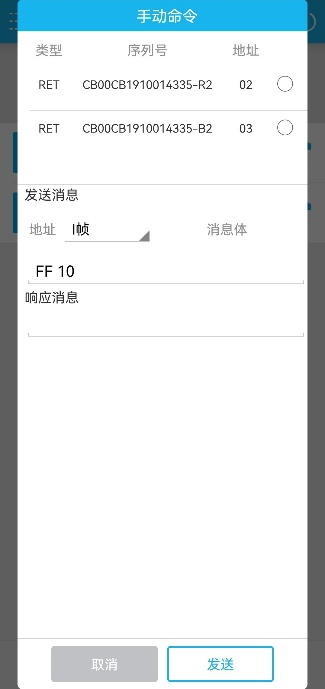 手动命令
类型 序列号 地址
RET CB00CB1910014335-R2 02
RET CB00CB1910014335-B2 03
发送消息
地址 I帧 消息体
FF 10
响应消息
取消 发送